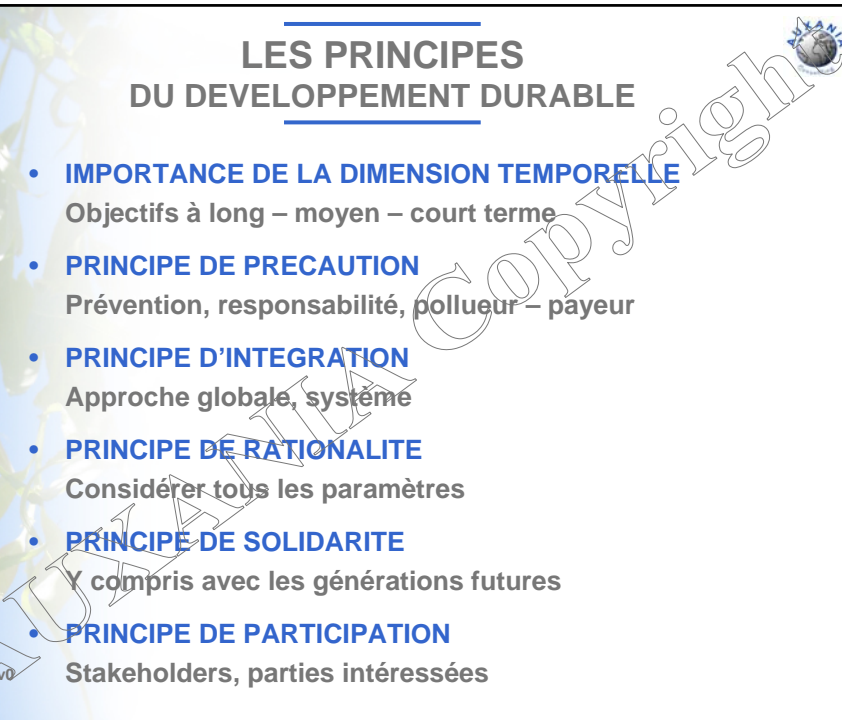 LES PRINCIPES
DU DEVELOPPEMENT DURABLE
AUXANIA
• IMPORTANCE DE LA DIMENSION TEMPORELLE
Objectifs à long – moyen – court terme
• PRINCIPE DE PRECAUTION
Prévention, responsabilité, pollueur – payeur
• PRINCIPE D'INTEGRATION
Approche globale, système
• PRINCIPE DE RATIONALITE
Considérer tous les paramètres
• PRINCIPE DE SOLIDARITE
Y compris avec les générations futures
• PRINCIPE DE PARTICIPATION
Stakeholders, parties intéressées
v0
AUXANIA Copyright